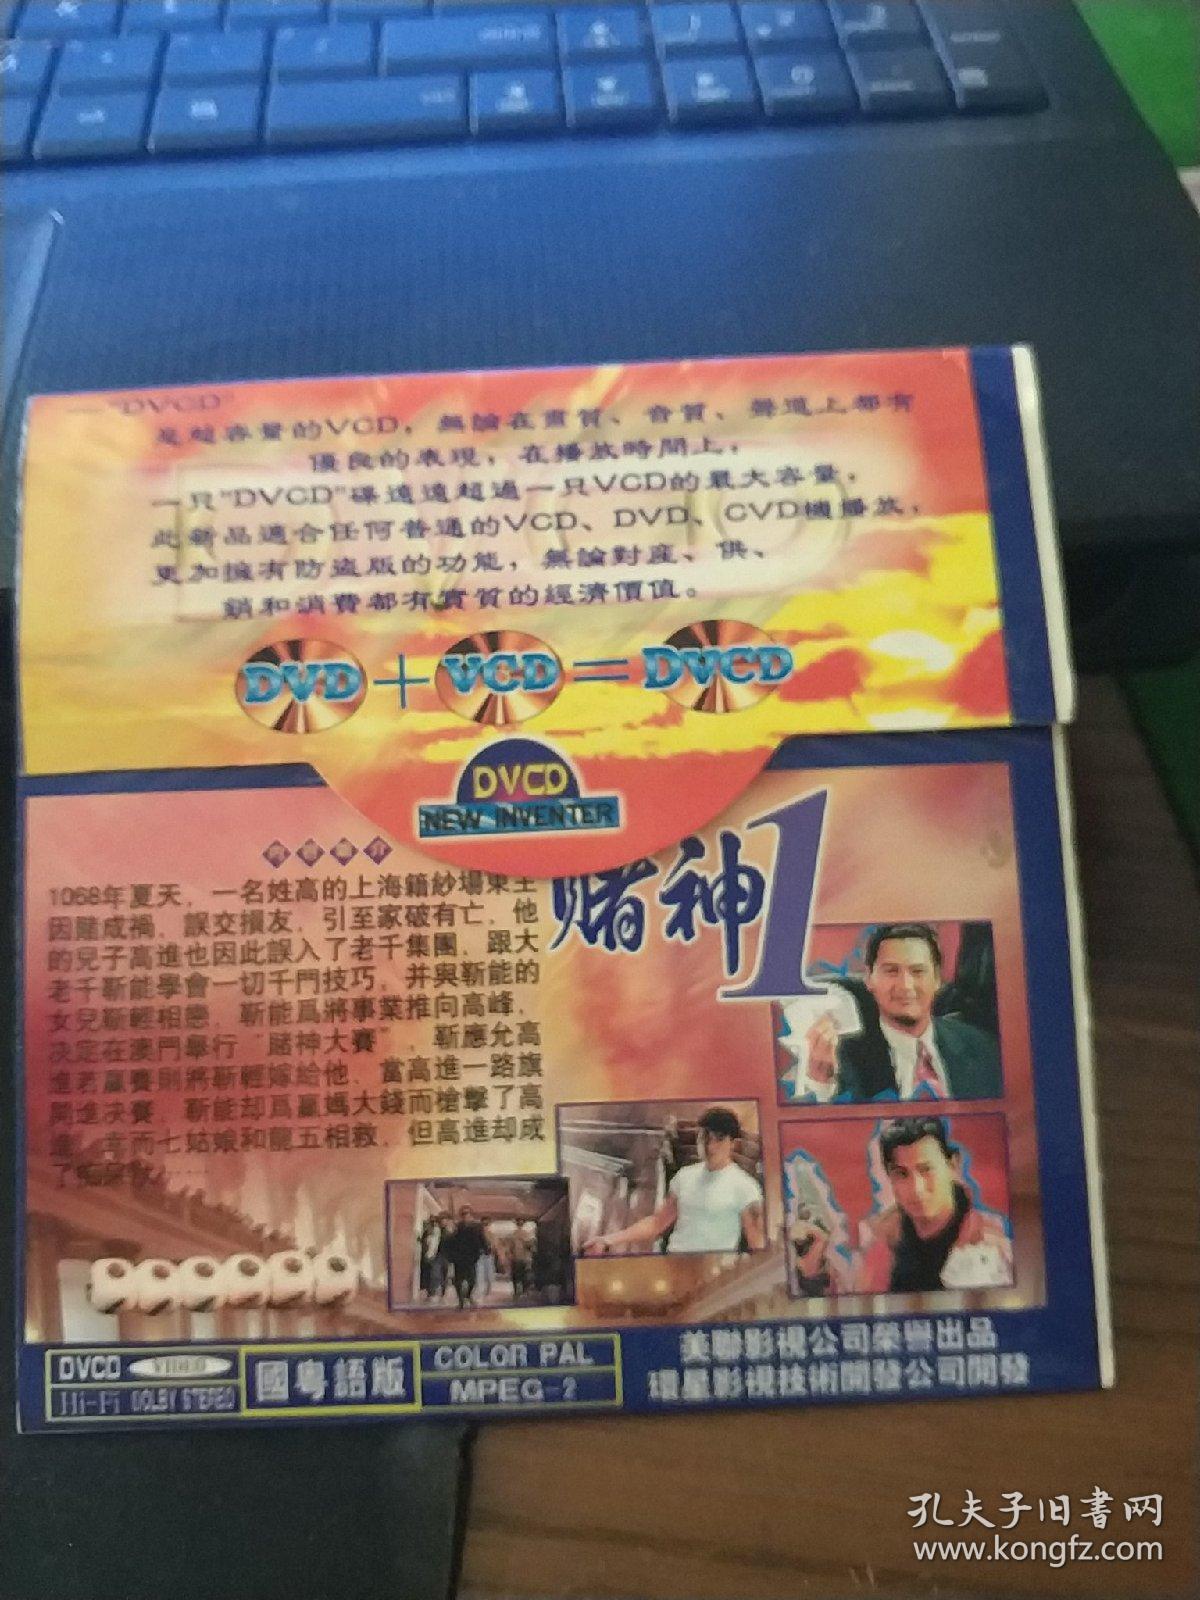 一"DVCD"
是超容量的VCD，無論在畫質、音質、聲道上都有
優良的表現，在播放時間上，
一只"DVCD"碟遠遠超過一只VCD的最大容量，
此新品適合任何普通的VCD、DVD、CVD機播放，
更加擁有防盜版的功能，無論對産、供、
銷和消費都有實質的經濟價值。
DVD+VCD=DVCD
DVCD
NEW INVENTER
賭神1
内容簡介
1068年夏天，一名姓高的上海籍紗場東主
因賭成禍，誤交損友，引至家破有亡，他
的兒子高進也因此誤入了老千集團，跟大
老千靳能學會一切千門技巧，并與靳能的
女兒靳輕相戀，靳能爲將事業推向高峰，
决定在澳門舉行"賭神大賽"，靳應允高
進若贏賽則將靳輕嫁給他，當高進一路旗
開進决賽，靳能却爲贏媽大錢而槍擊了高
進，幸而七姑娘和龍五相救，但高進却成
了
DVCD VIDEO
Hi-Fi DOLBY STEREO
國粵語版
COLOR PAL
MPEG-2
美聯影視公司榮譽出品
環星影視技術開發公司開發
孔夫子旧书网
www.kongfz.com